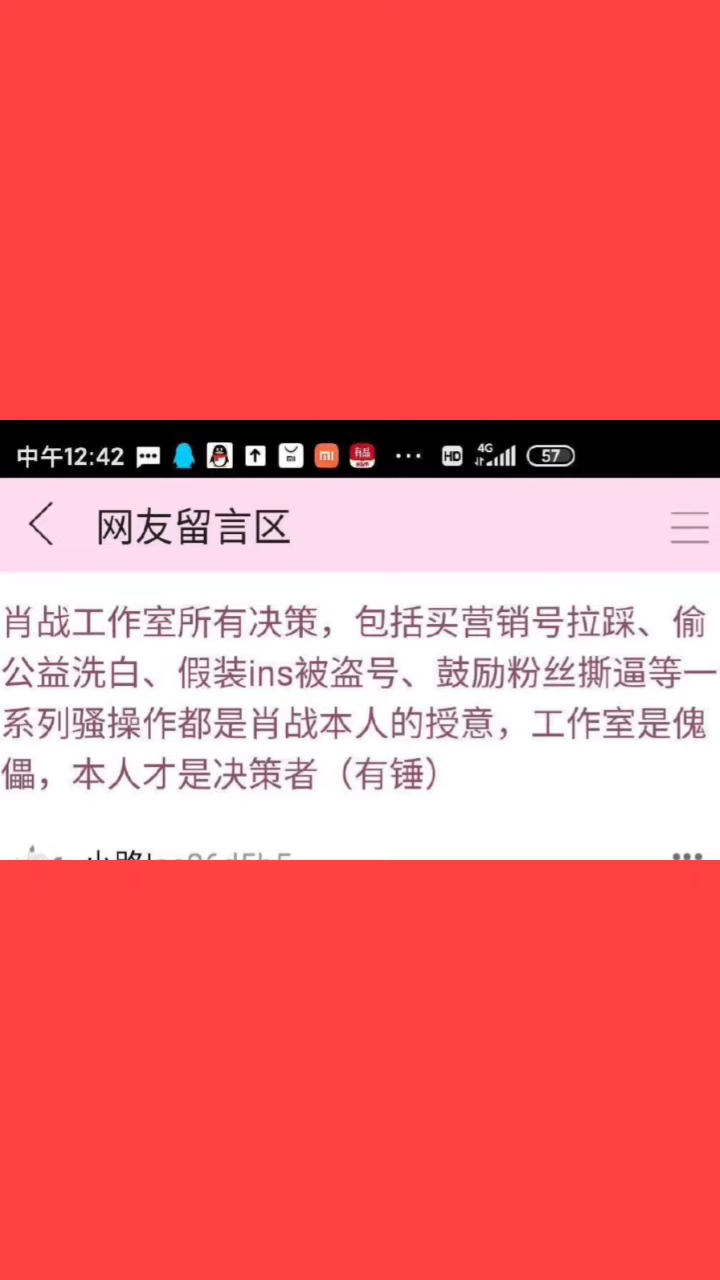 中午12:42
HD 4G 57
网友留言区
肖战工作室所有决策，包括买营销号拉踩、偷
公益洗白、假装ins被盗号、鼓励粉丝撕逼等一
系列骚操作都是肖战本人的授意，工作室是傀
儡，本人才是决策者（有锤）